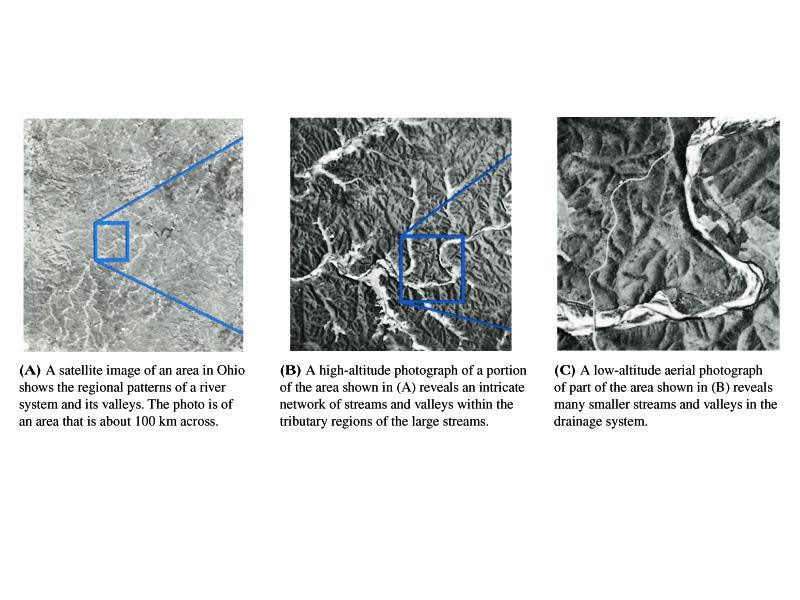 (A) A satellite image of an area in Ohio
shows the regional patterns of a river
system and its valleys. The photo is of
an area that is about 100 km across.
(B) A high-altitude photograph of a portion
of the area shown in (A) reveals an intricate
network of streams and valleys within the
tributary regions of the large streams.
(C) A low-altitude aerial photograph
of part of the area shown in (B) reveals
many smaller streams and valleys in the
drainage system.